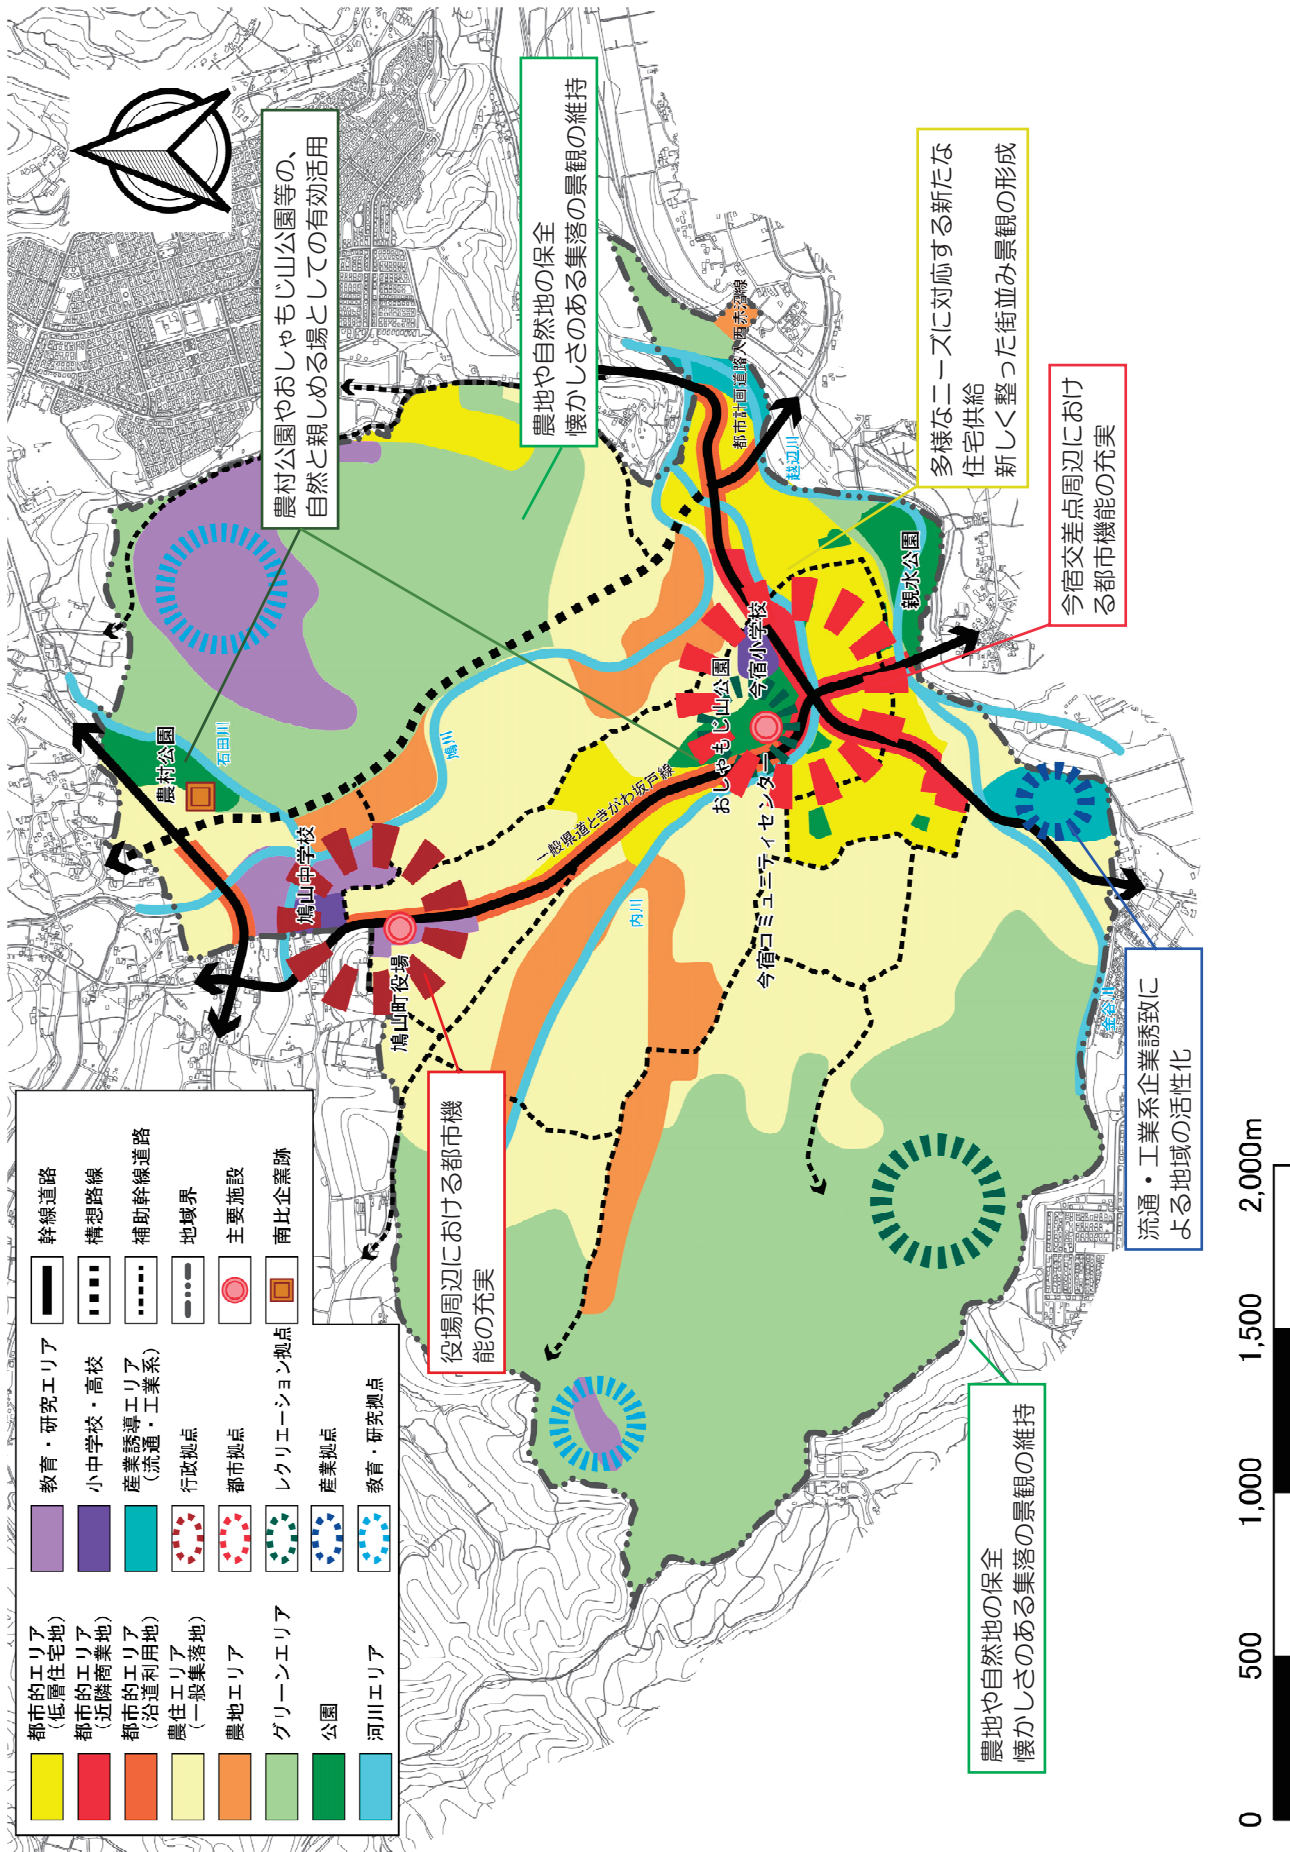 都市的エリア
(低層住宅地)
都市的エリア
(近隣商業地)
都市的エリア
(沿道利用地)
農住エリア
(一般集落地)
農地エリア
グリーンエリア
公園
河川エリア
教育・研究エリア
小中学校・高校
産業誘導エリア
(流通・工業系)
行政拠点
都市拠点
レクリエーション拠点
産業拠点
教育・研究拠点
幹線道路
構想路線
補助幹線道路
地域界
主要施設
南比企窯跡
農村公園やおしゃもじ山公園等の、
自然と親しめる場としての有効活用
農地や自然地の保全
懐かしさのある集落の景観の維持
多様なニーズに対応する新たな
住宅供給
新しく整った街並み景観の形成
今宿交差点周辺におけ
る都市機能の充実
役場周辺における都市機
能の充実
流通・工業系企業誘致に
よる地域の活性化
農地や自然地の保全
懐かしさのある集落の景観の維持
農村公園
石田川
鳩川
鳩山中学校
鳩山町役場
一般県道ときがわ坂戸線
内川
おしゃもじ山公園
今宿小学校
今宿コミュニティセンター
都市計画道路大西赤沼線
越辺川
親水公園
金谷川
0
500
1,000
1,500
2,000m